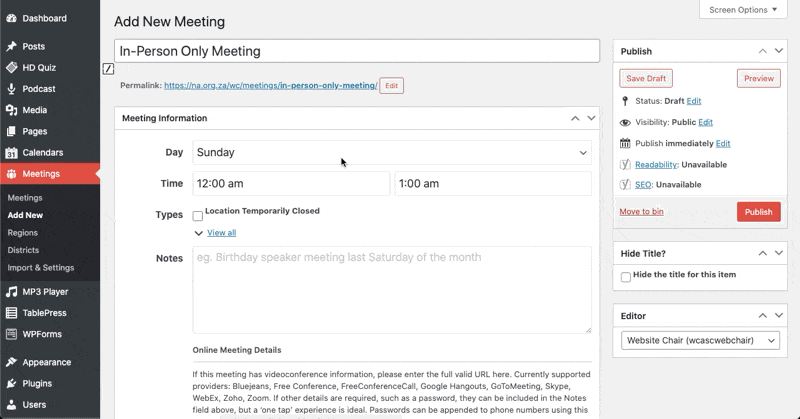 Screen Options ▼
Dashboard
Posts
HD Quiz
Podcast
Media
Pages
Calendars
Meetings
Meetings
Add New
Regions
Districts
Import & Settings
MP3 Player
TablePress
WPForms
Appearance
Plugins
Users
Add New Meeting
In-Person Only Meeting
Permalink: https://na.org.za/wc/meetings/in-person-only-meeting/ Edit
Meeting Information
Day Sunday
Time 12:00 am 1:00 am
Types Location Temporarily Closed
View all
Notes eg. Birthday speaker meeting last Saturday of the month
Online Meeting Details
If this meeting has videoconference information, please enter the full valid URL here. Currently supported
providers: Bluejeans, Free Conference, FreeConferenceCall, Google Hangouts, GoToMeeting, Skype,
WebEx, Zoho, Zoom. If other details are required, such as a password, they can be included in the Notes
field above, but a 'one tap' experience is ideal. Passwords can be appended to phone numbers using this
Publish
Save Draft Preview
Status: Draft Edit
Visibility: Public Edit
Publish immediately Edit
Readability: Unavailable
SEO: Unavailable
Move to bin Publish
Hide Title?
Hide the title for this item
Editor
Website Chair (wcascwebchair)